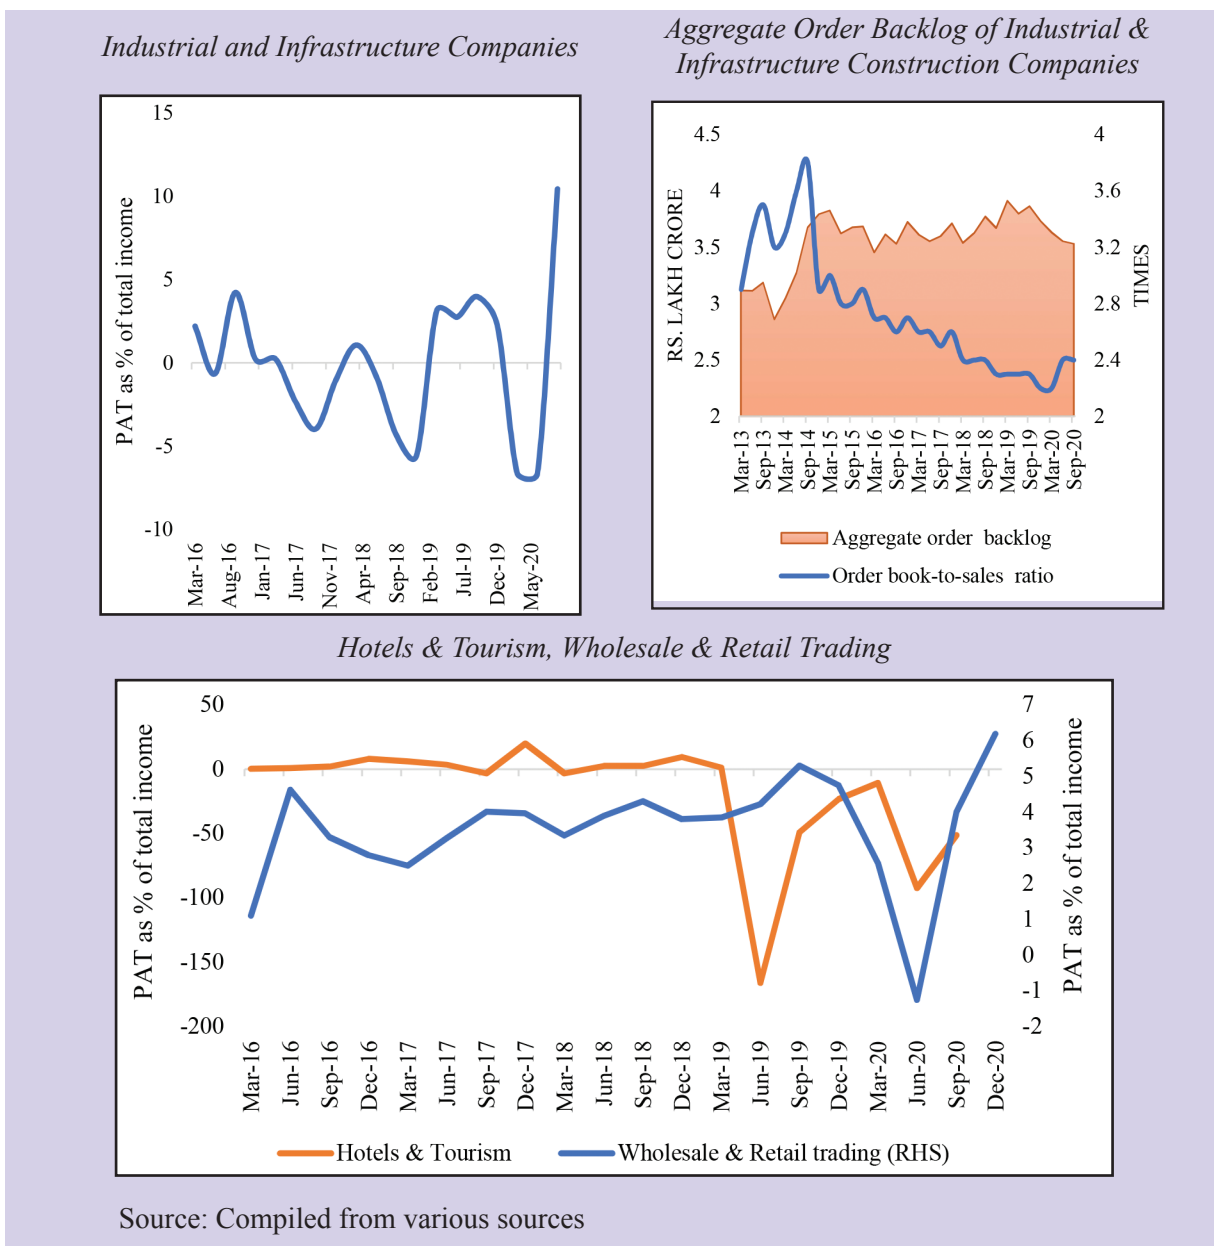 Industrial and Infrastructure Companies
PAT as % of total income
15
10
5
0
-5
-10
Mar-16
Aug-16
Jan-17
Jun-17
Nov-17
Apr-18
Sep-18
Feb-19
Jul-19
Dec-19
May-20
Aggregate Order Backlog of Industrial &
Infrastructure Construction Companies
RS. LAKH CRORE
4.5
4
3.5
3
2.5
2
4
3.6
3.2
2.8
2.4
2
TIMES
Mar-13
Sep-13
Mar-14
Sep-14
Mar-15
Sep-15
Mar-16
Sep-16
Mar-17
Sep-17
Mar-18
Sep-18
Mar-19
Sep-19
Mar-20
Sep-20
Aggregate order backlog
Order book-to-sales ratio
Hotels & Tourism, Wholesale & Retail Trading
PAT as % of total income
50
0
-50
-100
-150
-200
7
6
5
4
3
2
1
0
-1
-2
PAT as % of total income
Mar-16
Jun-16
Sep-16
Dec-16
Mar-17
Jun-17
Sep-17
Dec-17
Mar-18
Jun-18
Sep-18
Dec-18
Mar-19
Jun-19
Sep-19
Dec-19
Mar-20
Jun-20
Sep-20
Dec-20
Hotels & Tourism
Wholesale & Retail trading (RHS)
Source: Compiled from various sources